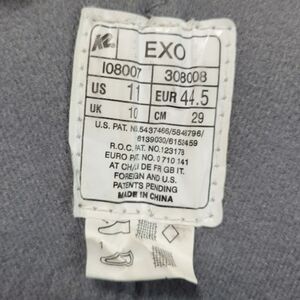 K2 EXO
I08007 308008
US 11 EUR 44.5
UK 10 CM 29
U.S. PAT. No.5437466/5848796/
6139030/6152459
R.O.C. PAT.No.123178
EURO PAT. No. 0 710 141
AT CH DE FR GB IT.
FOREIGN AND U.S.
PATENTS PENDING
MADE IN CHINA